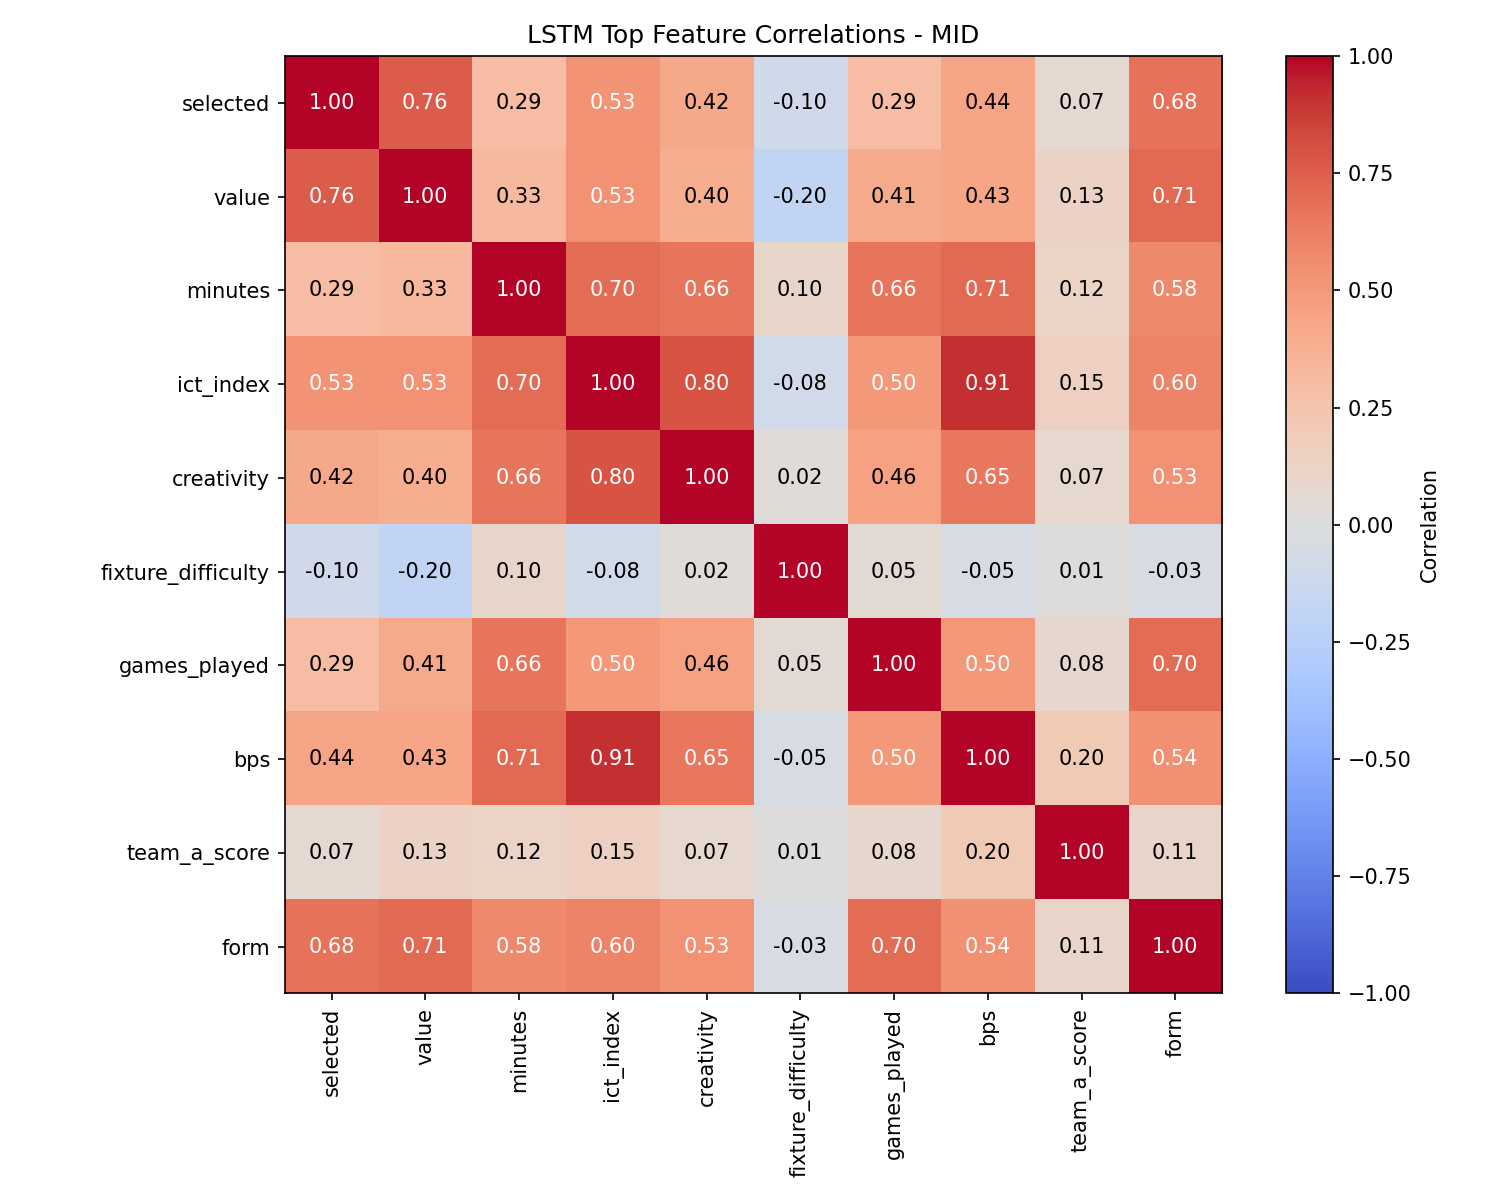 LSTM Top Feature Correlations - MID
selected 1.00 0.76 0.29 0.53 0.42 -0.10 0.29 0.44 0.07 0.68
value 0.76 1.00 0.33 0.53 0.40 -0.20 0.41 0.43 0.13 0.71
minutes 0.29 0.33 1.00 0.70 0.66 0.10 0.66 0.71 0.12 0.58
ict_index 0.53 0.53 0.70 1.00 0.80 -0.08 0.50 0.91 0.15 0.60
creativity 0.42 0.40 0.66 0.80 1.00 0.02 0.46 0.65 0.07 0.53
fixture_difficulty -0.10 -0.20 0.10 -0.08 0.02 1.00 0.05 -0.05 0.01 -0.03
games_played 0.29 0.41 0.66 0.50 0.46 0.05 1.00 0.50 0.08 0.70
bps 0.44 0.43 0.71 0.91 0.65 -0.05 0.50 1.00 0.20 0.54
team_a_score 0.07 0.13 0.12 0.15 0.07 0.01 0.08 0.20 1.00 0.11
form 0.68 0.71 0.58 0.60 0.53 -0.03 0.70 0.54 0.11 1.00
selected value minutes ict_index creativity fixture_difficulty games_played bps team_a_score form
1.00
0.75
0.50
0.25
0.00
−0.25
−0.50
−0.75
−1.00
Correlation